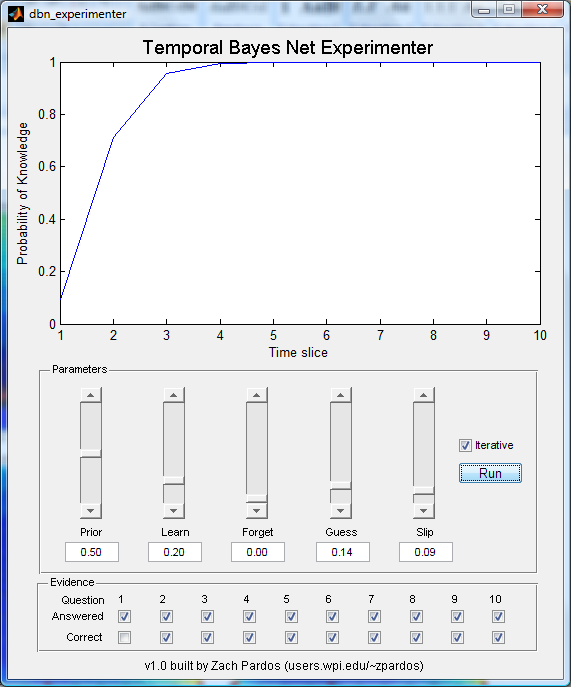 dbn_experimenter
Temporal Bayes Net Experimenter
1
0.8
0.6
0.4
0.2
0
Probability of Knowledge
1 2 3 4 5 6 7 8 9 10
Time slice
Parameters
Iterative
Run
Prior Learn Forget Guess Slip
0.50 0.20 0.00 0.14 0.09
Evidence
Question 1 2 3 4 5 6 7 8 9 10
Answered
Correct
v1.0 built by Zach Pardos (users.wpi.edu/~zpardos)